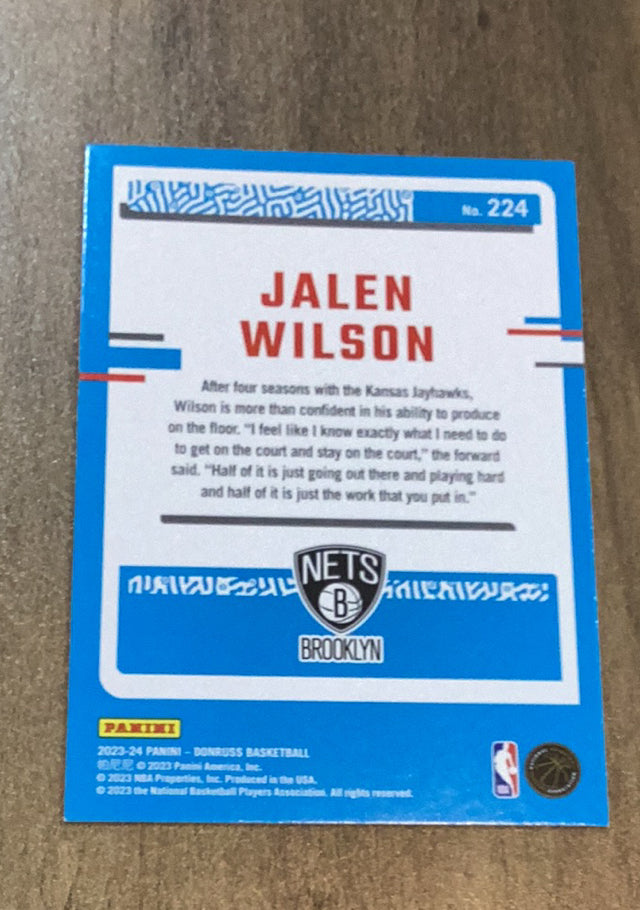 No. 224
JALEN
WILSON
After four seasons with the Kansas Jayhawks,
Wilson is more than confident in his ability to produce
on the floor. "I feel like I know exactly what I need to do
to get on the court and stay on the court," the forward
said. "Half of it is just going out there and playing hard
and half of it is just the work that you put in."
NETS
B
BROOKLYN
PANINI
2023-24 PANINI - DONRUSS BASKETBALL
帕尼尼 © 2023 Panini America, Inc.
© 2023 NBA Properties, Inc. Produced in the USA.
© 2023 the National Basketball Players Association. All rights reserved.